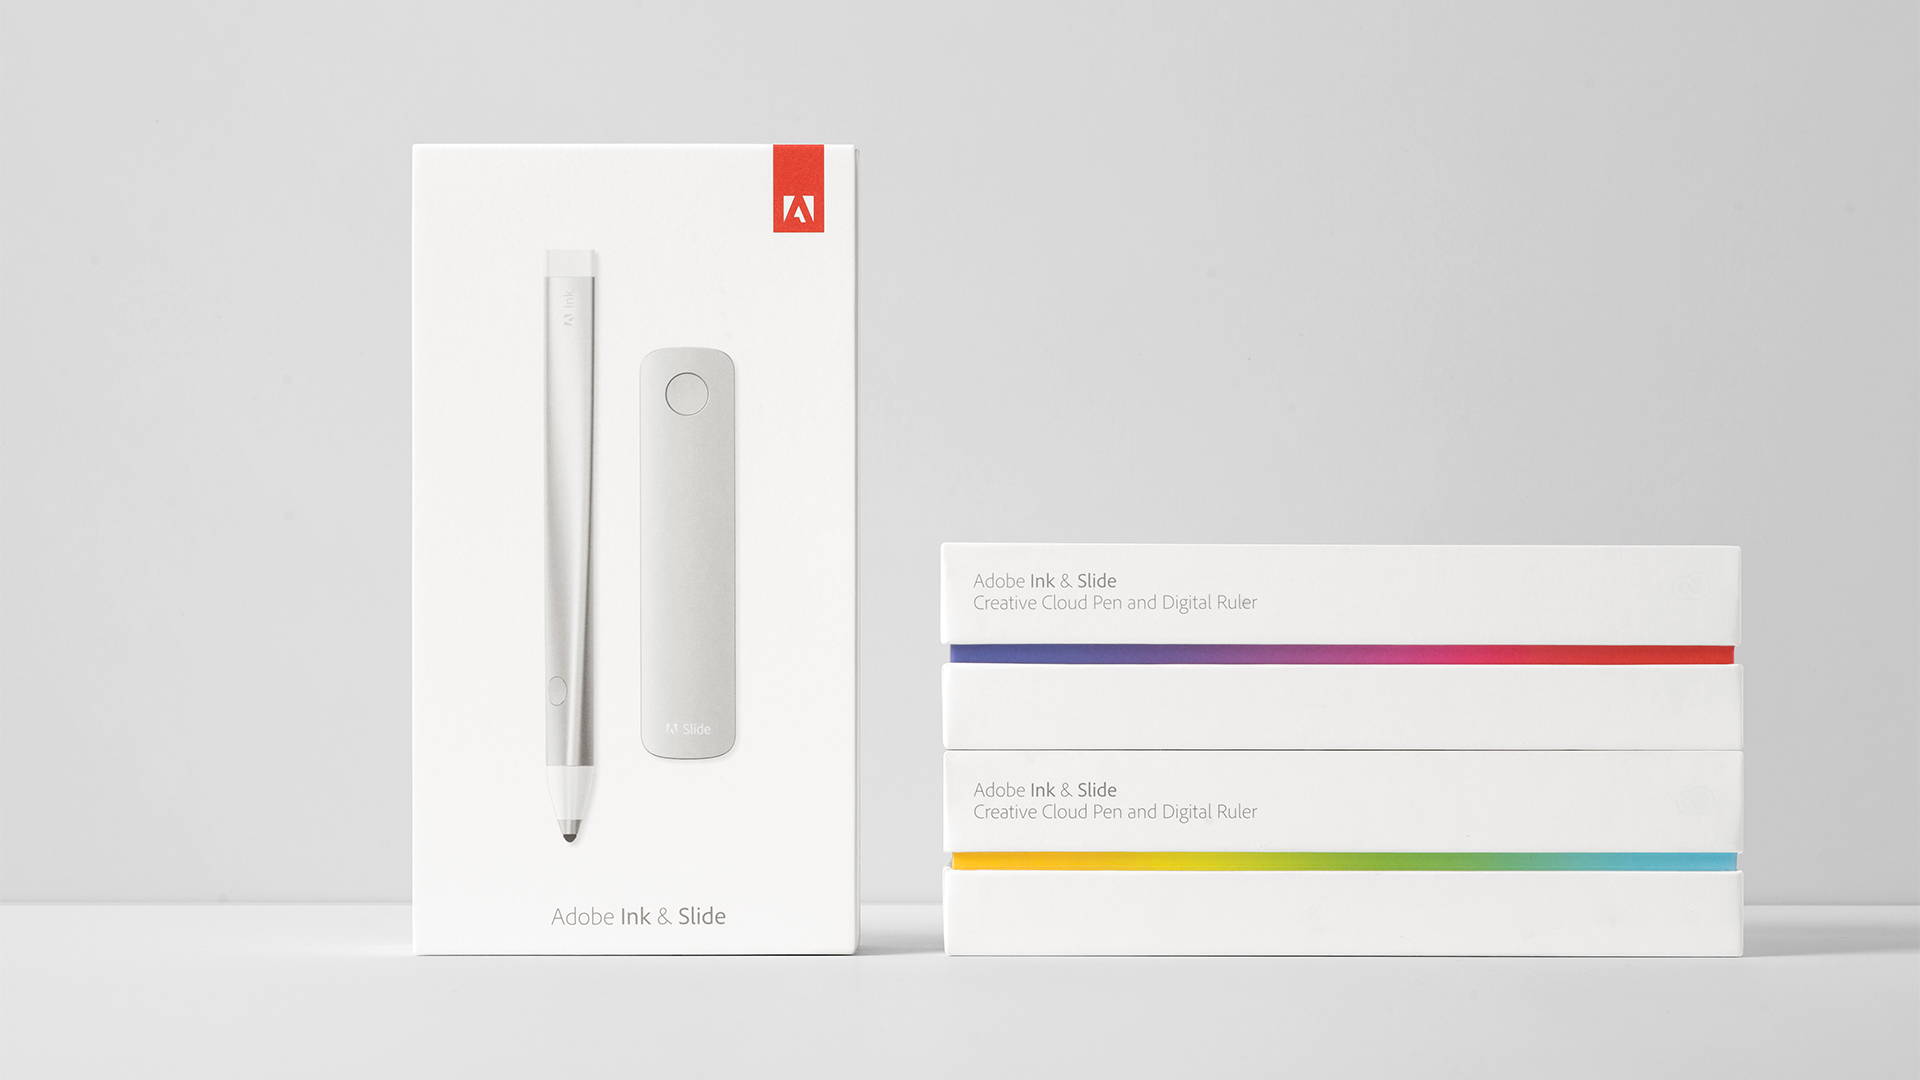 Ink
Slide
Adobe Ink & Slide
Adobe Ink & Slide
Creative Cloud Pen and Digital Ruler
Adobe Ink & Slide
Creative Cloud Pen and Digital Ruler